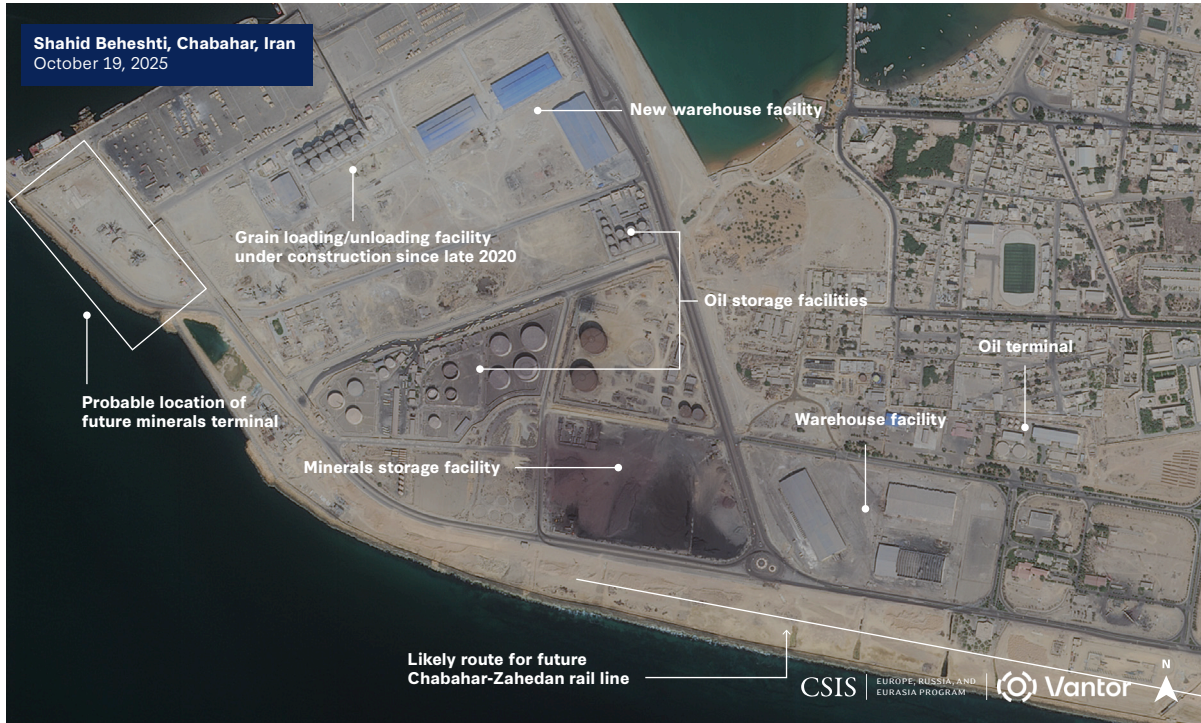 Shahid Beheshti, Chabahar, Iran
October 19, 2025
New warehouse facility
Grain loading/unloading facility
under construction since late 2020
Oil storage facilities
Oil terminal
Probable location of
future minerals terminal
Warehouse facility
Minerals storage facility
Likely route for future
Chabahar-Zahedan rail line
CSIS
EUROPE, RUSSIA, AND
EURASIA PROGRAM
Vantor
N